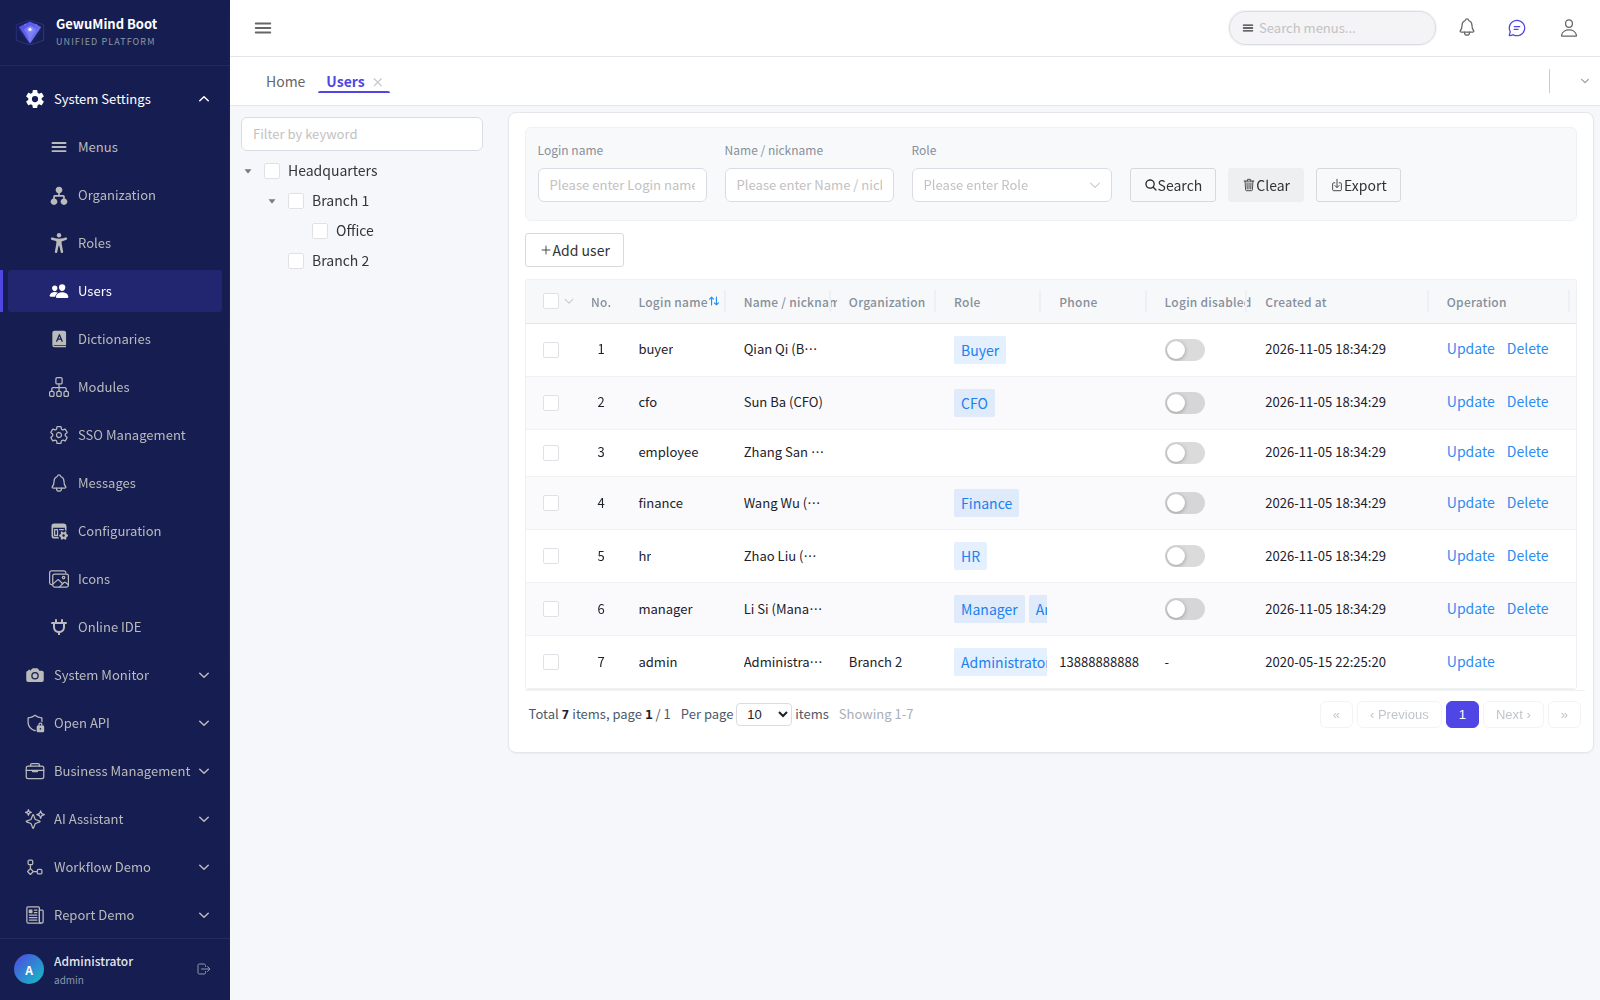 GewuMind Boot
UNIFIED PLATFORM
System Settings
Menus
Organization
Roles
Users
Dictionaries
Modules
SSO Management
Messages
Configuration
Icons
Online IDE
System Monitor
Open API
Business Management
AI Assistant
Workflow Demo
Report Demo
A
Administrator
admin
Search menus...
Home
Users
Filter by keyword
Headquarters
Branch 1
Office
Branch 2
Login name
Name / nickname
Role
Please enter Login name
Please enter Name / nicl
Please enter Role
Search
Clear
Export
+Add user
No. Login name Name / nicknam Organization Role Phone Login disabled Created at Operation
1 buyer Qian Qi (B··· Buyer 2026-11-05 18:34:29 Update Delete
2 cfo Sun Ba (CFO) CFO 2026-11-05 18:34:29 Update Delete
3 employee Zhang San ··· 2026-11-05 18:34:29 Update Delete
4 finance Wang Wu (··· Finance 2026-11-05 18:34:29 Update Delete
5 hr Zhao Liu (··· HR 2026-11-05 18:34:29 Update Delete
6 manager Li Si (Mana··· Manager 2026-11-05 18:34:29 Update Delete
7 admin Administra··· Branch 2 Administrator 13888888888 - 2020-05-15 22:25:20 Update
Total 7 items, page 1 / 1 Per page 10 items Showing 1-7
« ‹ Previous 1 Next › »